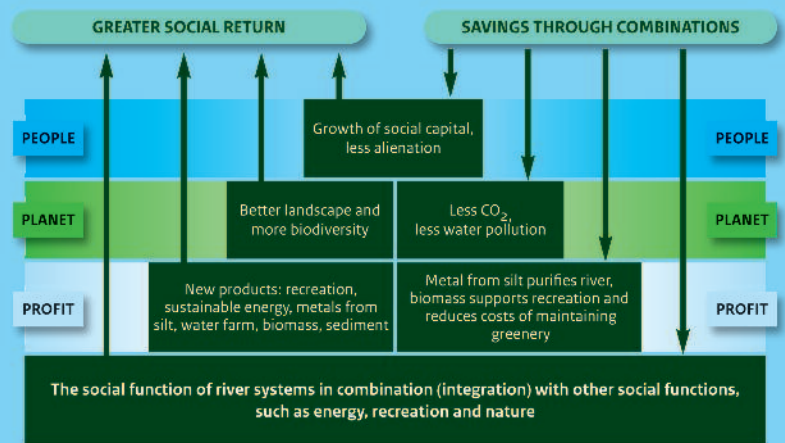 GREATER SOCIAL RETURN
SAVINGS THROUGH COMBINATIONS
PEOPLE
Growth of social capital,
less alienation
PEOPLE
PLANET
Better landscape and
more biodiversity
Less CO₂,
less water pollution
PLANET
PROFIT
New products: recreation,
sustainable energy, metals from
silt, water farm, biomass, sediment
Metal from silt purifies river,
biomass supports recreation and
reduces costs of maintaining
greenery
PROFIT
The social function of river systems in combination (integration) with other social functions,
such as energy, recreation and nature